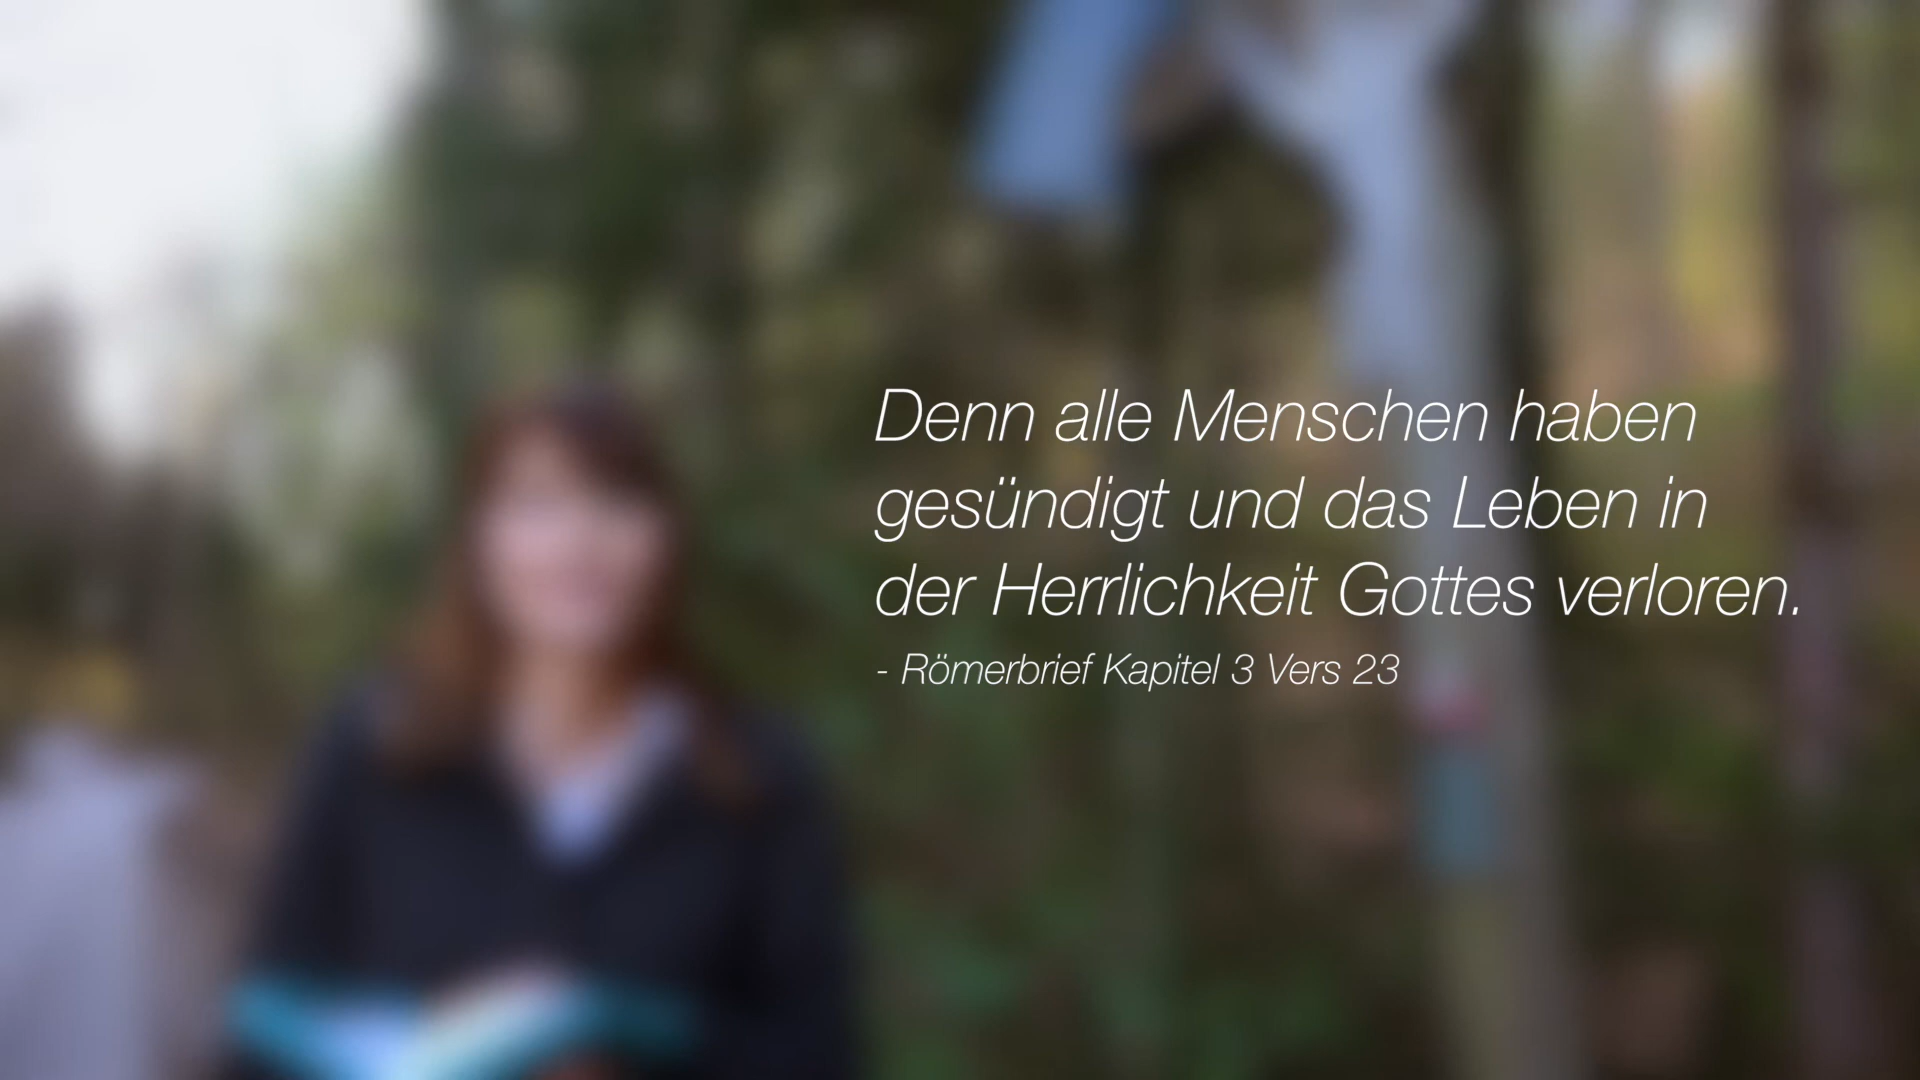 Denn alle Menschen haben
gesündigt und das Leben in
der Herrlichkeit Gottes verloren.
- Römerbrief Kapitel 3 Vers 23